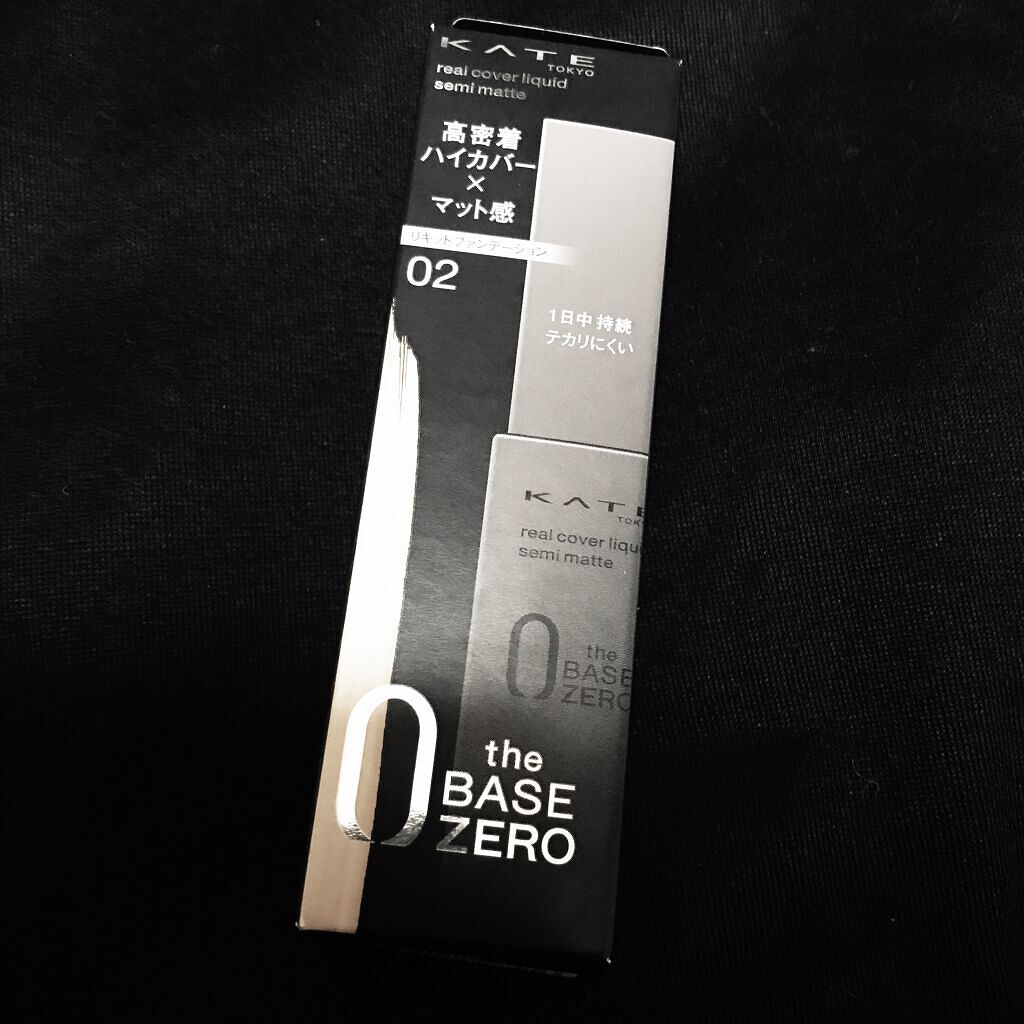 KATE
TOKYO
real cover liquid
semi matte
高密着
ハイカバー
×
マット感
リキッドファンデーション
02
1日中 持続
テカリにくい
KATE
TOKY
real cover liqui
semi matte
0 the
BASE
ZERO
0 the
BASE
ZERO